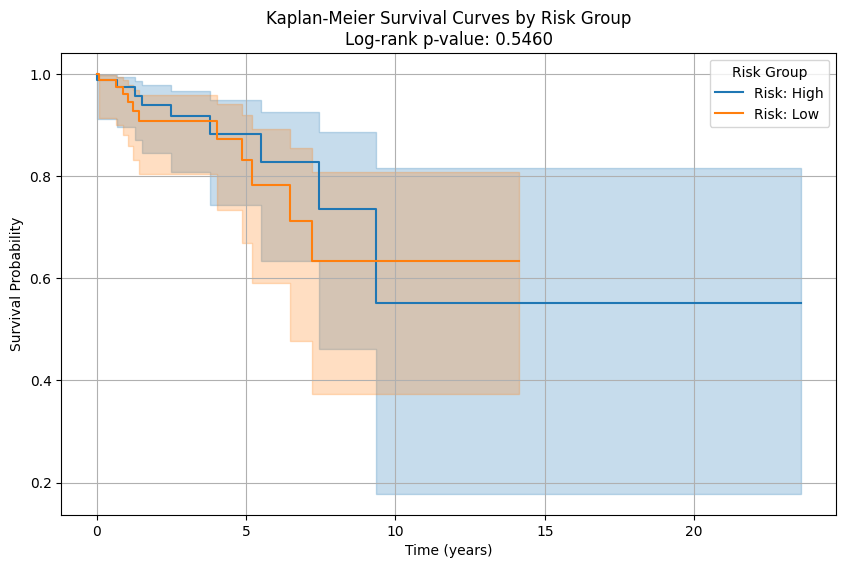 Kaplan-Meier Survival Curves by Risk Group
Log-rank p-value: 0.5460
Risk Group
Risk: High
Risk: Low
Survival Probability
1.0
0.8
0.6
0.4
0.2
0 5 10 15 20
Time (years)